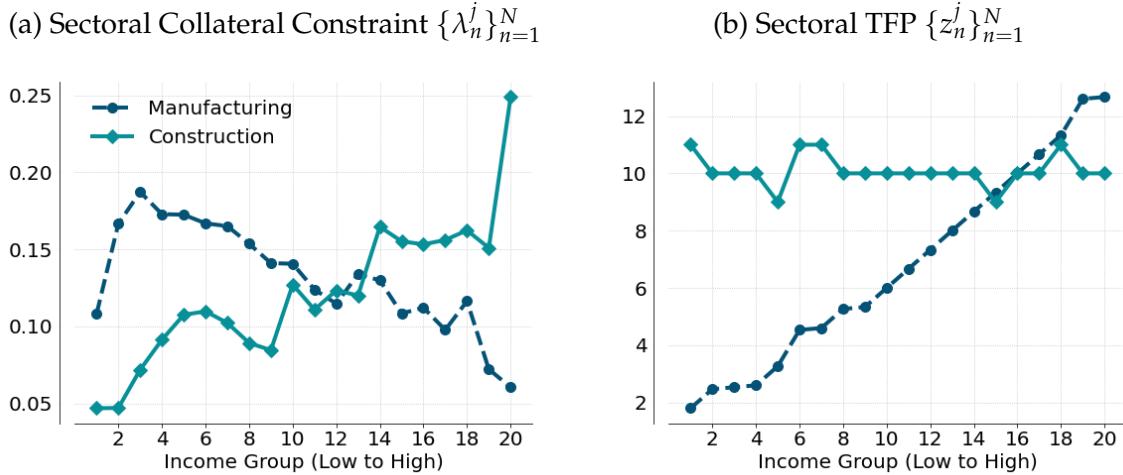 (a) Sectoral Collateral Constraint $\{\lambda_n^j\}_{n=1}^N$
0.25
0.20
0.15
0.10
0.05
Manufacturing
Construction
2 4 6 8 10 12 14 16 18 20
Income Group (Low to High)
(b) Sectoral TFP $\{z_n^j\}_{n=1}^N$
12
10
8
6
4
2
2 4 6 8 10 12 14 16 18 20
Income Group (Low to High)